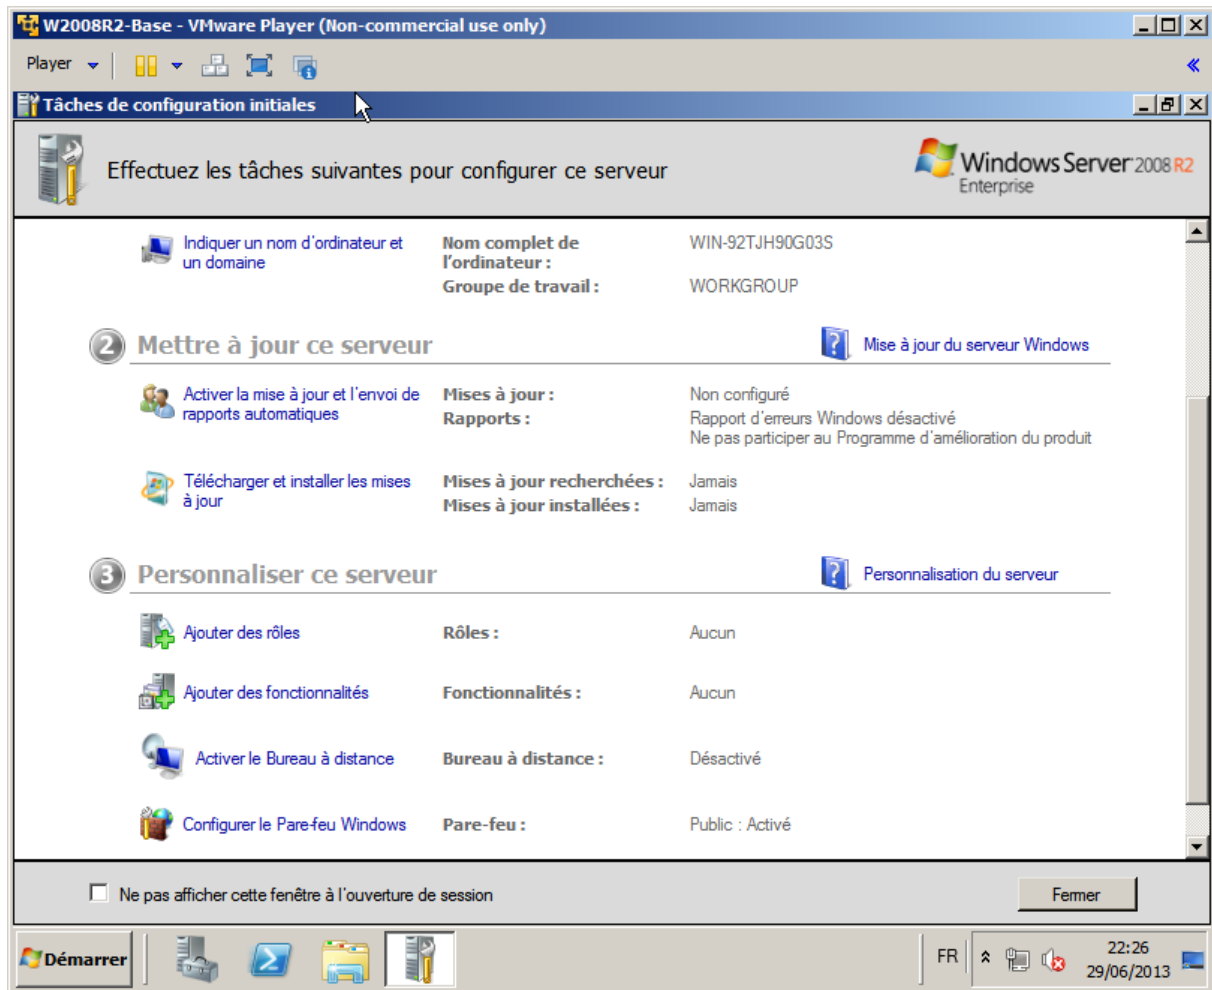 W2008R2-Base - VMware Player (Non-commercial use only)
Player
Tâches de configuration initiales
Effectuez les tâches suivantes pour configurer ce serveur
Windows Server 2008 R2
Enterprise
Indiquer un nom d'ordinateur et
un domaine
Nom complet de
l'ordinateur :
WIN-92TJH90G03S
Groupe de travail :
WORKGROUP
2 Mettre à jour ce serveur
Mise à jour du serveur Windows
Activer la mise à jour et l'envoi de
rapports automatiques
Mises à jour :
Non configuré
Rapports :
Rapport d'erreurs Windows désactivé
Ne pas participer au Programme d'amélioration du produit
Télécharger et installer les mises
à jour
Mises à jour recherchées :
Jamais
Mises à jour installées :
Jamais
3 Personnaliser ce serveur
Personnalisation du serveur
Ajouter des rôles
Rôles :
Aucun
Ajouter des fonctionnalités
Fonctionnalités :
Aucun
Activer le Bureau à distance
Bureau à distance :
Désactivé
Configurer le Pare-feu Windows
Pare-feu :
Public : Activé
Ne pas afficher cette fenêtre à l'ouverture de session
Fermer
Démarrer
FR
22:26
29/06/2013